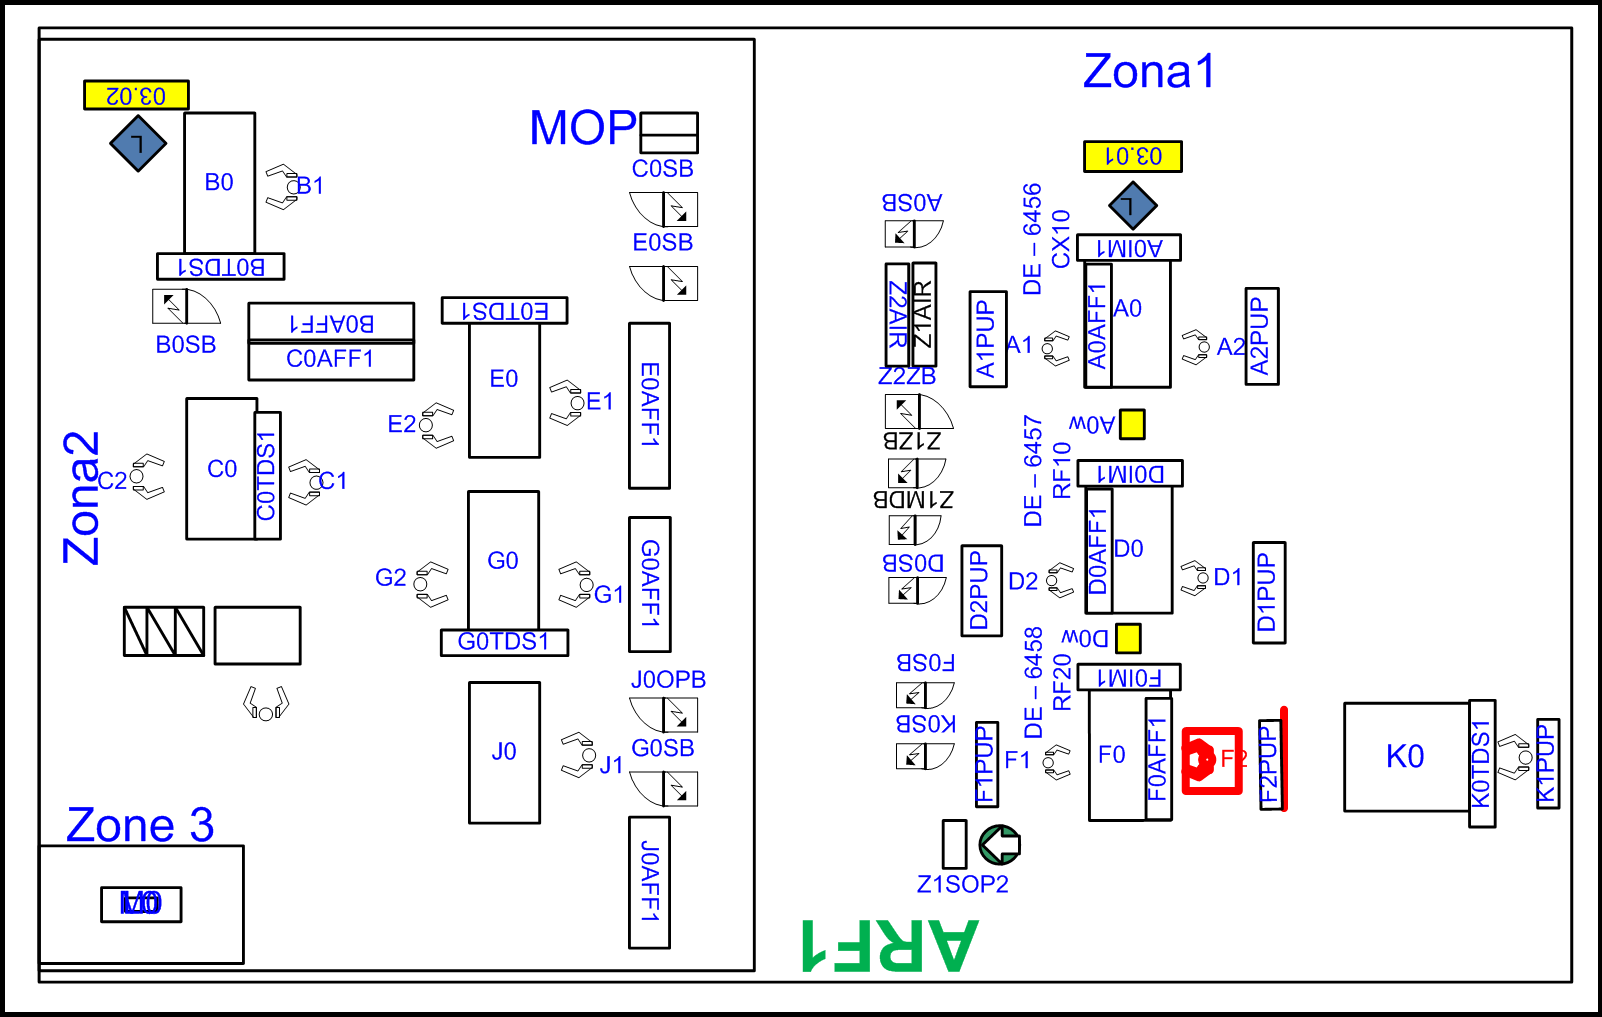 Zona1
03.02
MOP
B0
B1
C0SB
E0SB
B0TDS1
B0SB
B0AFF1
C0AFF1
E0TDS1
E0
E1
E2
E0AFF1
Zona2
C2
C0
C0TDS1
C1
G2
G0
G1
G0TDS1
G0AFF1
J0OPB
G0SB
J0
J1
J0AFF1
Zone 3
03.01
L
L
A0SB
DE – 6456
CX10
A0IM1
Z2AIR
Z1AIR
A1PUP
A1
A0AFF1
A0
A2
A2PUP
Z2ZB
Z1ZB
Z1MDB
D0SB
A0w
DE – 6457
RF10
D0IM1
D2PUP
D2
D0AFF1
D0
D1
D1PUP
D0w
F0SB
K0SB
DE – 6458
RF20
F0IM1
F1PUP
F1
F0
F0AFF1
F2
F2PUP
K0
K0TDS1
K1PUP
Z1SOP2
ARF1